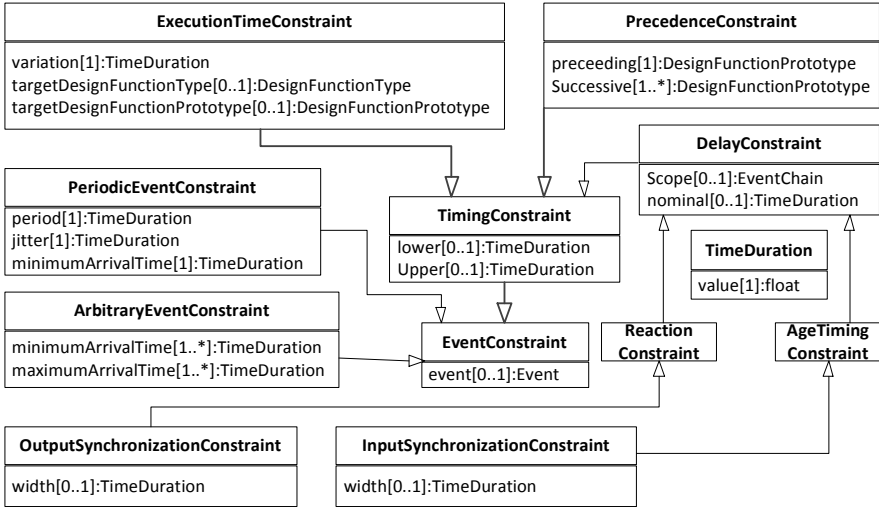 ExecutionTimeConstraint
variation[1]:TimeDuration
targetDesignFunctionType[0..1]:DesignFunctionType
targetDesignFunctionPrototype[0..1]:DesignFunctionPrototype
PrecedenceConstraint
preceeding[1]:DesignFunctionPrototype
Successive[1..*]:DesignFunctionPrototype
DelayConstraint
Scope[0..1]:EventChain
nominal[0..1]:TimeDuration
PeriodicEventConstraint
period[1]:TimeDuration
jitter[1]:TimeDuration
minimumArrivalTime[1]:TimeDuration
TimingConstraint
lower[0..1]:TimeDuration
Upper[0..1]:TimeDuration
TimeDuration
value[1]:float
ArbitraryEventConstraint
minimumArrivalTime[1..*]:TimeDuration
maximumArrivalTime[1..*]:TimeDuration
EventConstraint
event[0..1]:Event
Reaction
Constraint
AgeTiming
Constraint
OutputSynchronizationConstraint
width[0..1]:TimeDuration
InputSynchronizationConstraint
width[0..1]:TimeDuration